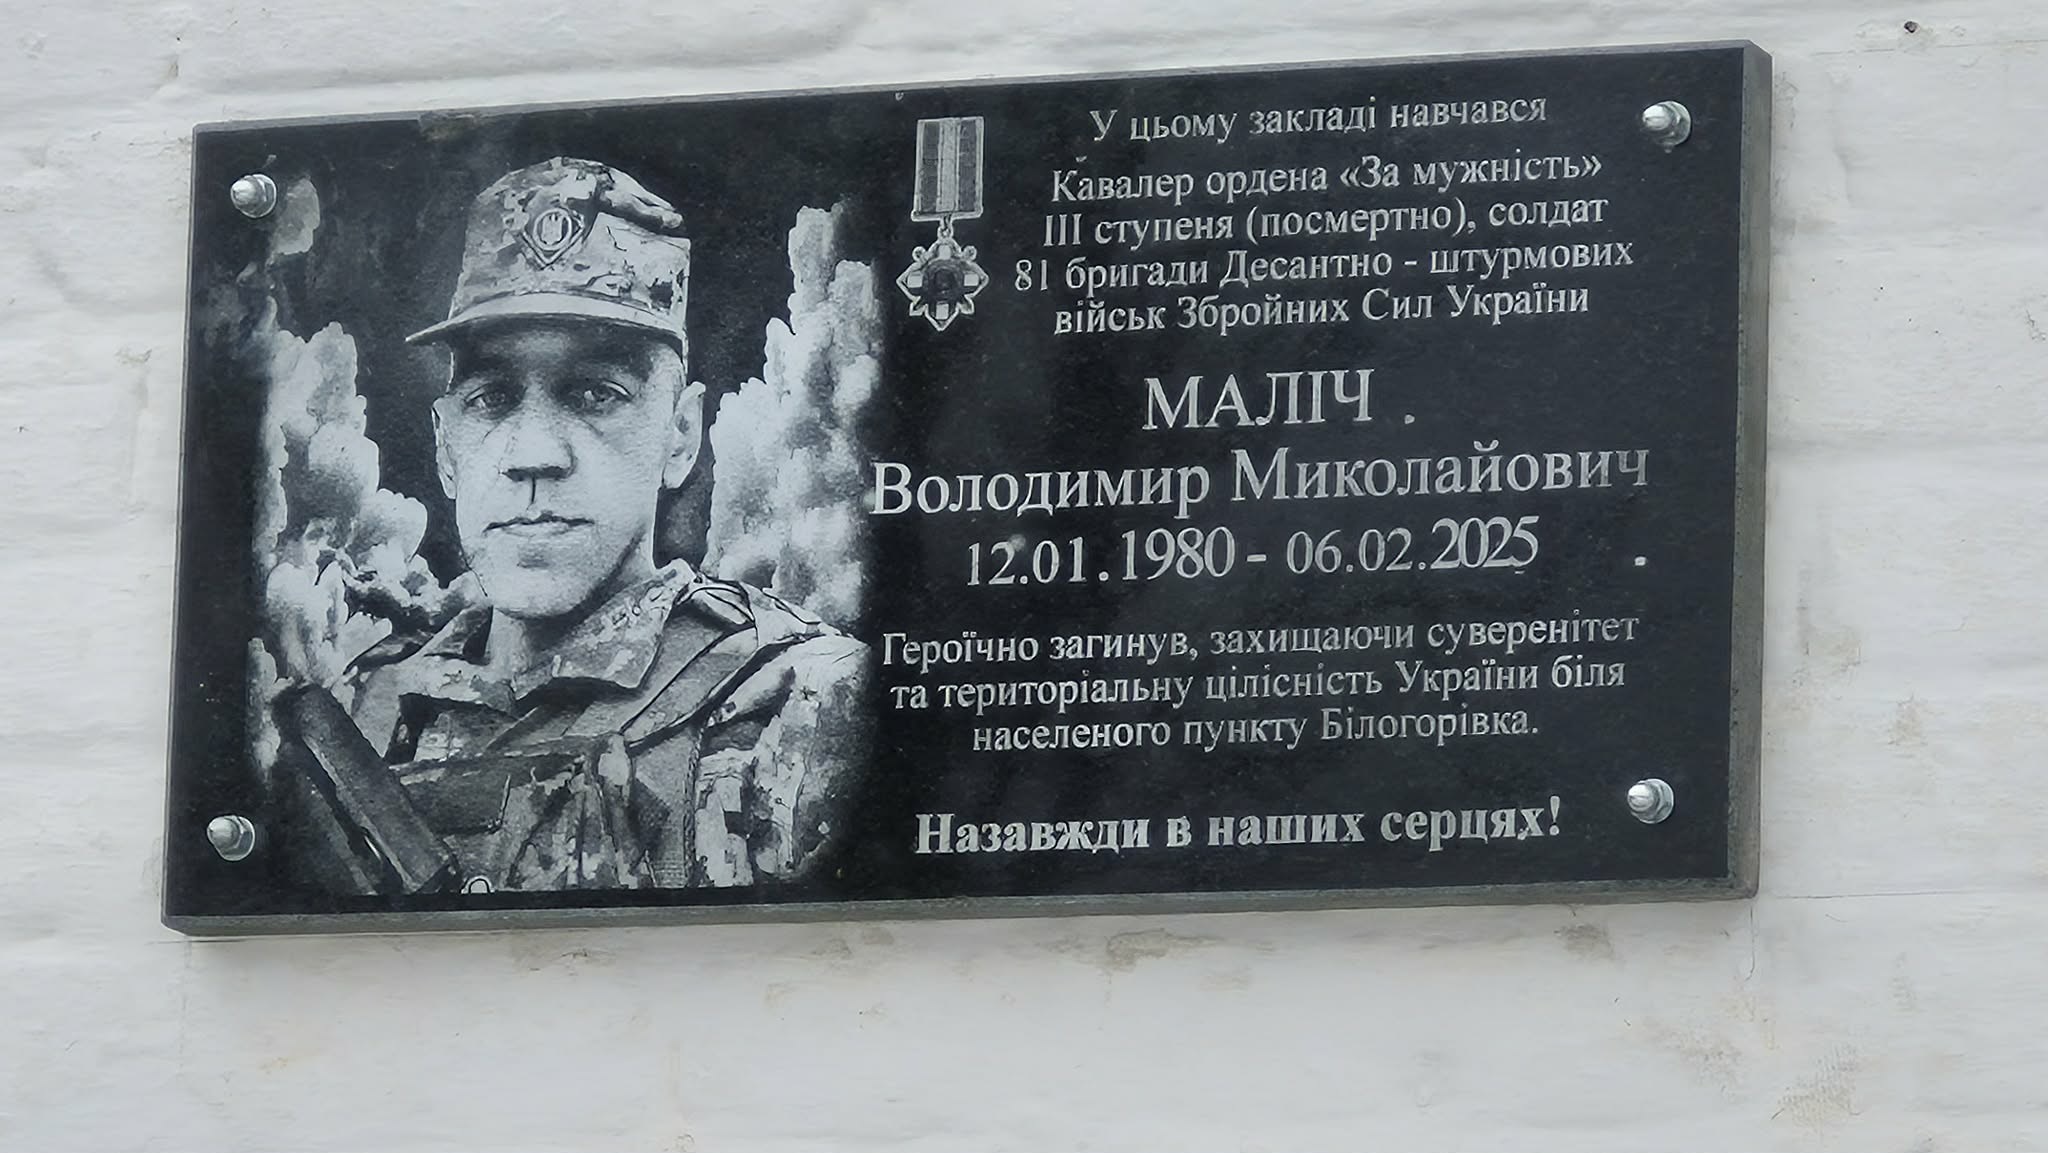 У цьому закладі навчався
Кавалер ордена «За мужність»
ІІІ ступеня (посмертно), солдат
81 бригади Десантно - штурмових
військ Збройних Сил України
МАЛІЧ
Володимир Миколайович
12.01.1980 - 06.02.2025
Героїчно загинув, захищаючи суверенітет
та територіальну цілісність України біля
населеного пункту Білогорівка.
Назавжди в наших серцях!